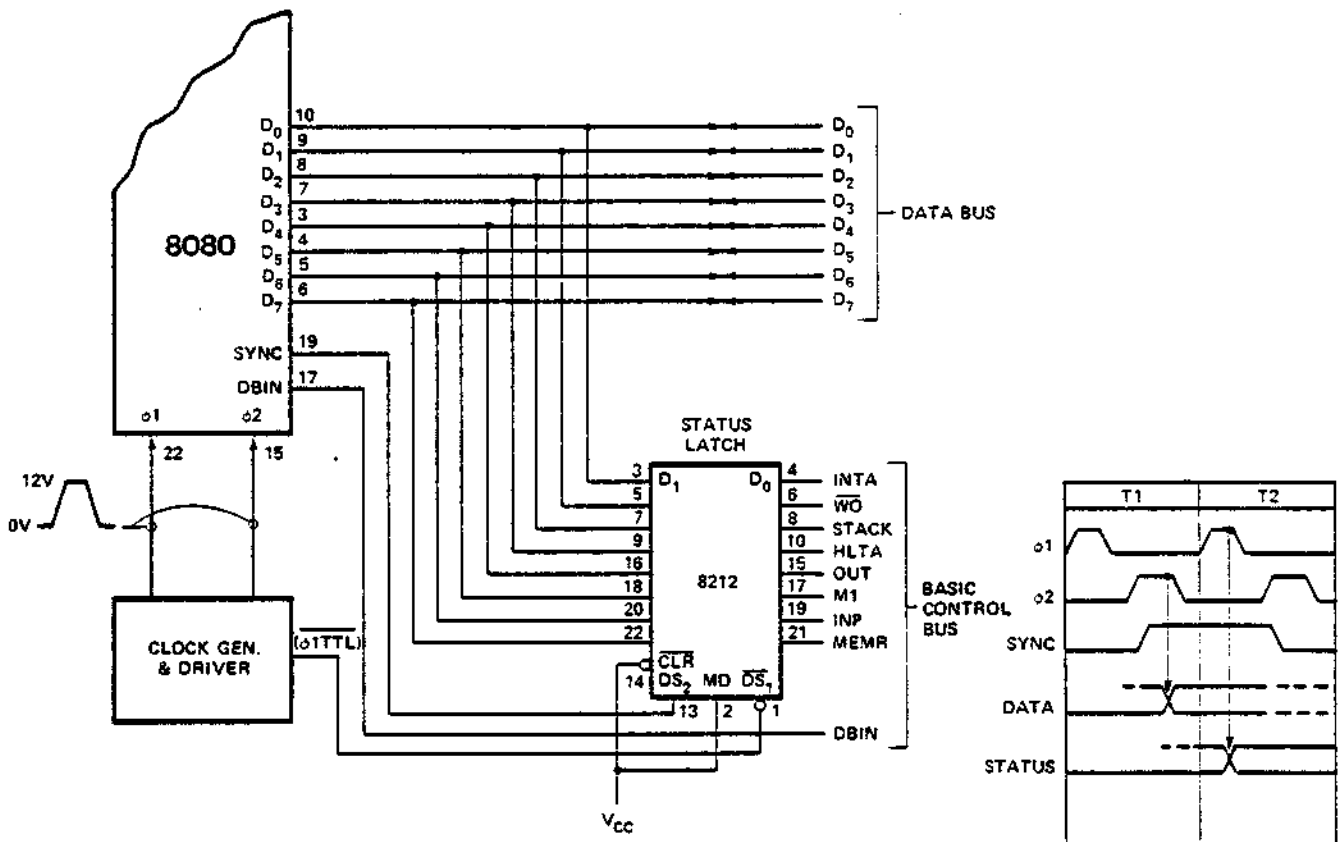 10
D0
D0
9
D1
D1
8
D2
D2
7
D3
D3
3
D4
D4
4
D5
D5
5
D6
D6
6
D7
D7
8080
DATA BUS
SYNC 19
DBIN 17
φ1 φ2
22 15
12V
0V
CLOCK GEN.
& DRIVER
(φ1TTL)
STATUS
LATCH
3 D1 D0 4 INTA
5 6 WO
7 8 STACK
9 10 HLTA
16 15 OUT
18 8212 17 M1
20 19 INP
22 21 MEMR
CLR
14 DS2 MD DS1
13 2 1
DBIN
BASIC
CONTROL
BUS
VCC
T1 T2
φ1
φ2
SYNC
DATA
STATUS